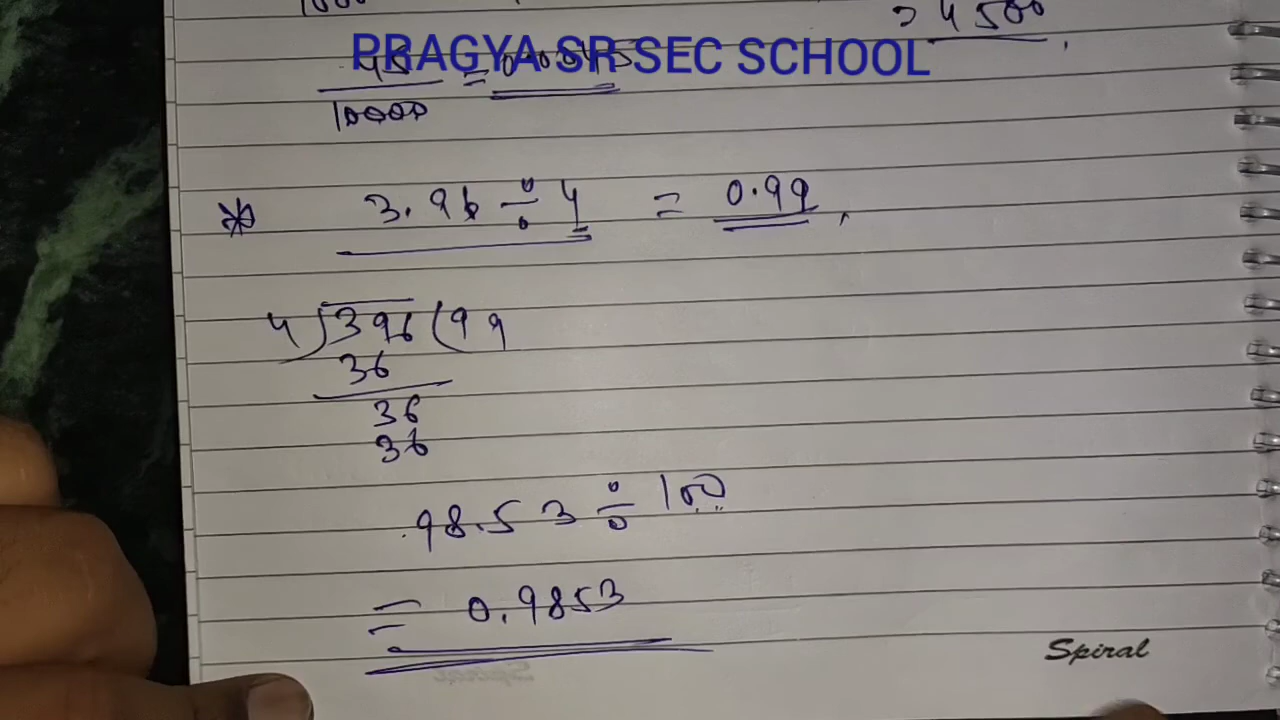 = 4500
PRAGYA SR SEC SCHOOL
45
10000
* 3.96 ÷ 4 = 0.99
4)396(99
36
36
36
98.53 ÷ 100
= 0.9853
Spiral